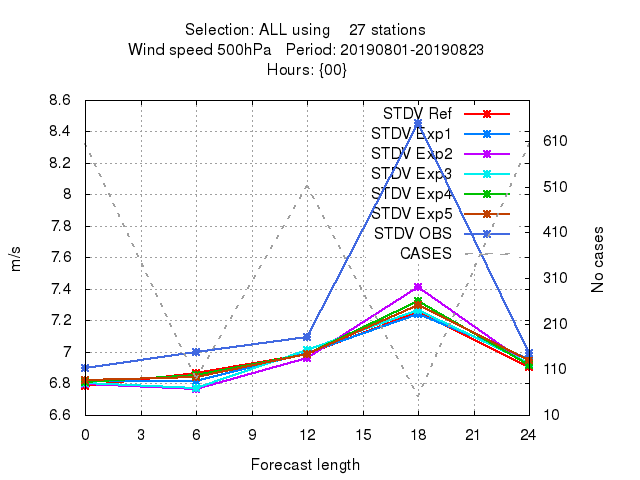 Selection: ALL using 27 stations
Wind speed 500hPa Period: 20190801-20190823
Hours: {00}
8.6
8.4
8.2
8
7.8
7.6
7.4
7.2
7
6.8
6.6
m/s
STDV Ref
STDV Exp1
STDV Exp2
STDV Exp3
STDV Exp4
STDV Exp5
STDV OBS
CASES
610
510
410
310
210
110
10
No cases
0 3 6 9 12 15 18 21 24
Forecast length